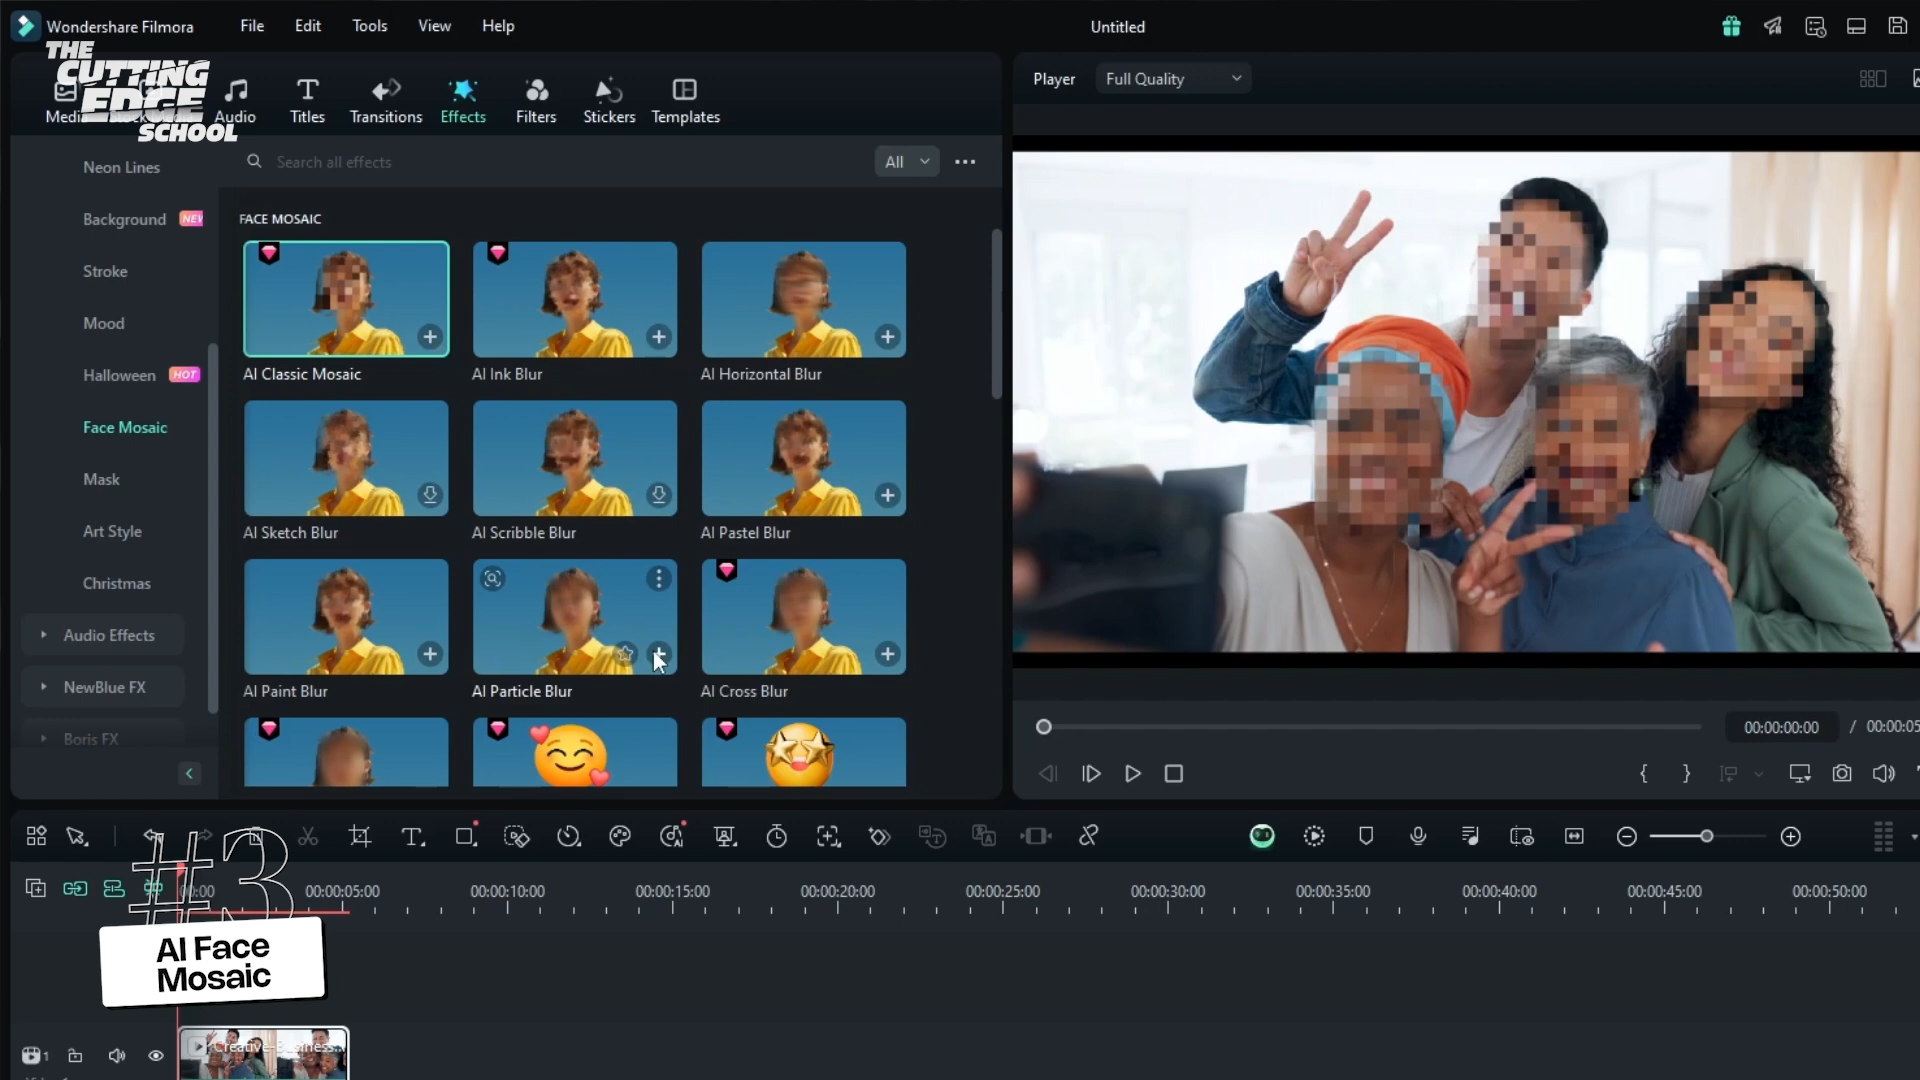 Wondershare Filmora
File
Edit
Tools
View
Help
Untitled
THE
CUTTING
EDGE
SCHOOL
Media
Audio
Titles
Transitions
Effects
Filters
Stickers
Templates
Player
Full Quality
Search all effects
All
Neon Lines
Background
NEW
Stroke
Mood
Halloween
HOT
Face Mosaic
Mask
Art Style
Christmas
Audio Effects
NewBlue FX
Boris FX
FACE MOSAIC
AI Classic Mosaic
AI Ink Blur
AI Horizontal Blur
AI Sketch Blur
AI Scribble Blur
AI Pastel Blur
AI Paint Blur
AI Particle Blur
AI Cross Blur
00:00:00:00
/ 00:00:05
00:00
00:00:05:00
00:00:10:00
00:00:15:00
00:00:20:00
00:00:25:00
00:00:30:00
00:00:35:00
00:00:40:00
00:00:45:00
00:00:50:00
#3
AI Face
Mosaic
1
Creative-Business...